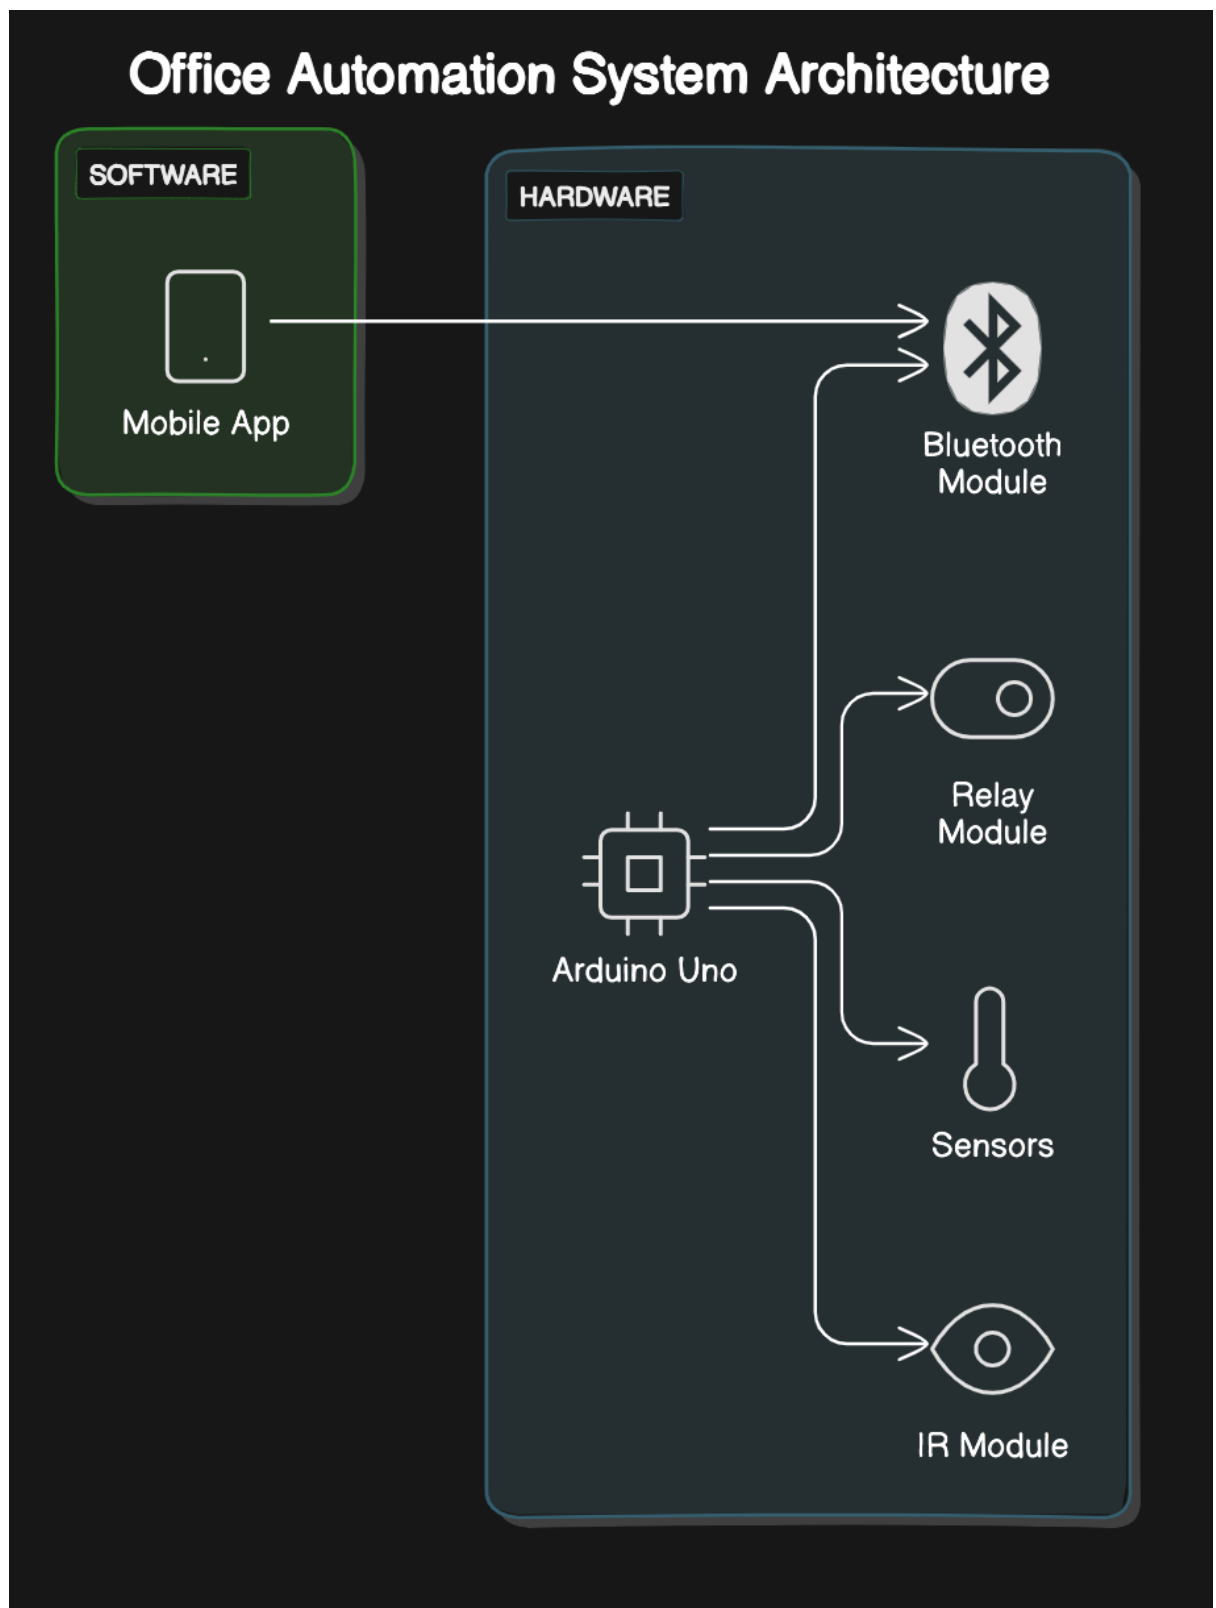 Office Automation System Architecture
SOFTWARE
Mobile App
HARDWARE
Bluetooth
Module
Relay
Module
Arduino Uno
Sensors
IR Module